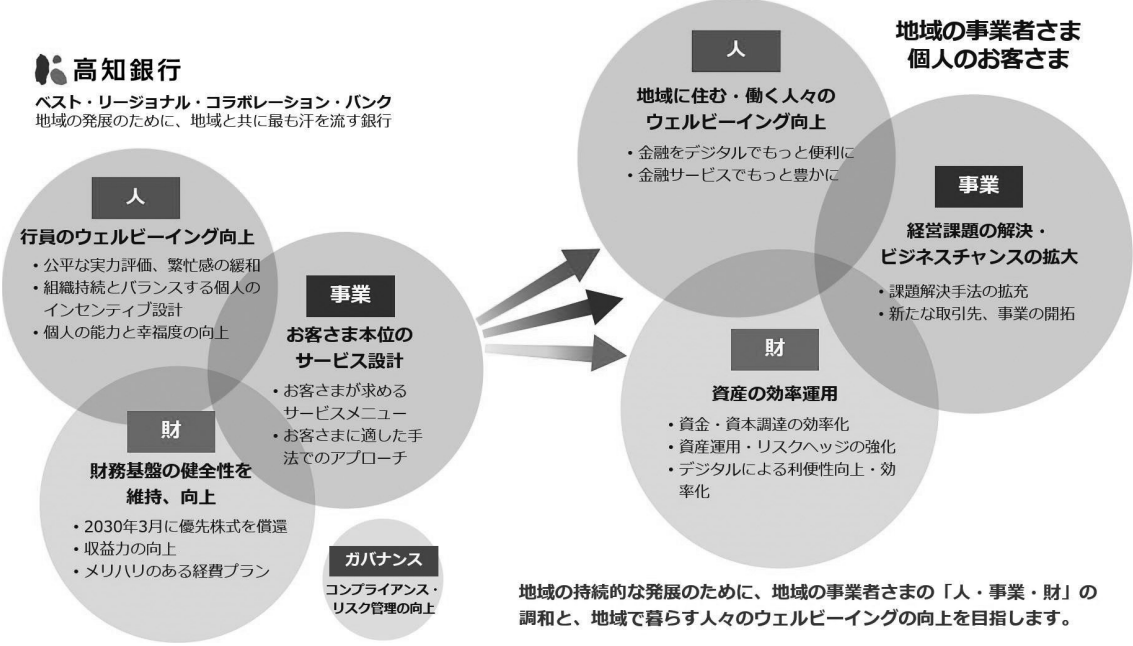 高知銀行
ベスト・リージョナル・コラボレーション・バンク
地域の発展のために、地域と共に最も汗を流す銀行
人
行員のウェルビーイング向上
・公平な実力評価、繁忙感の緩和
・組織持続とバランスする個人の
インセンティブ設計
・個人の能力と幸福度の向上
事業
お客さま本位の
サービス設計
・お客さまが求める
サービスメニュー
・お客さまに適した手
法でのアプローチ
財
財務基盤の健全性を
維持、向上
・2030年3月に優先株式を償還
・収益力の向上
・メリハリのある経費プラン
ガバナンス
コンプライアンス・
リスク管理の向上
地域の事業者さま
個人のお客さま
人
地域に住む・働く人々の
ウェルビーイング向上
・金融をデジタルでもっと便利に
・金融サービスでもっと豊かに
事業
経営課題の解決・
ビジネスチャンスの拡大
・課題解決手法の拡充
・新たな取引先、事業の開拓
財
資産の効率運用
・資金・資本調達の効率化
・資産運用・リスクヘッジの強化
・デジタルによる利便性向上・効
率化
地域の持続的な発展のために、地域の事業者さまの「人・事業・財」の
調和と、地域で暮らす人々のウェルビーイングの向上を目指します。